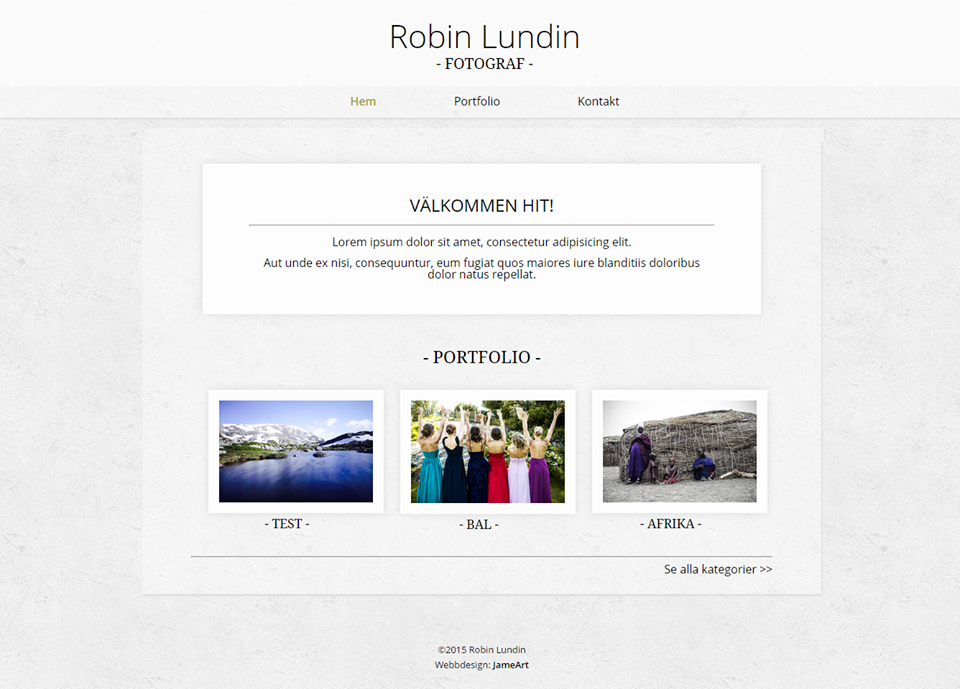 Robin Lundin
- FOTOGRAF -
Hem Portfolio Kontakt
VÄLKOMMEN HIT!
Lorem ipsum dolor sit amet, consectetur adipisicing elit.
Aut unde ex nisi, consequuntur, eum fugiat quos maiores iure blanditiis doloribus
dolor natus repellat.
- PORTFOLIO -
- TEST - - BAL - - AFRIKA -
Se alla kategorier >>
©2015 Robin Lundin
Webbdesign: JameArt